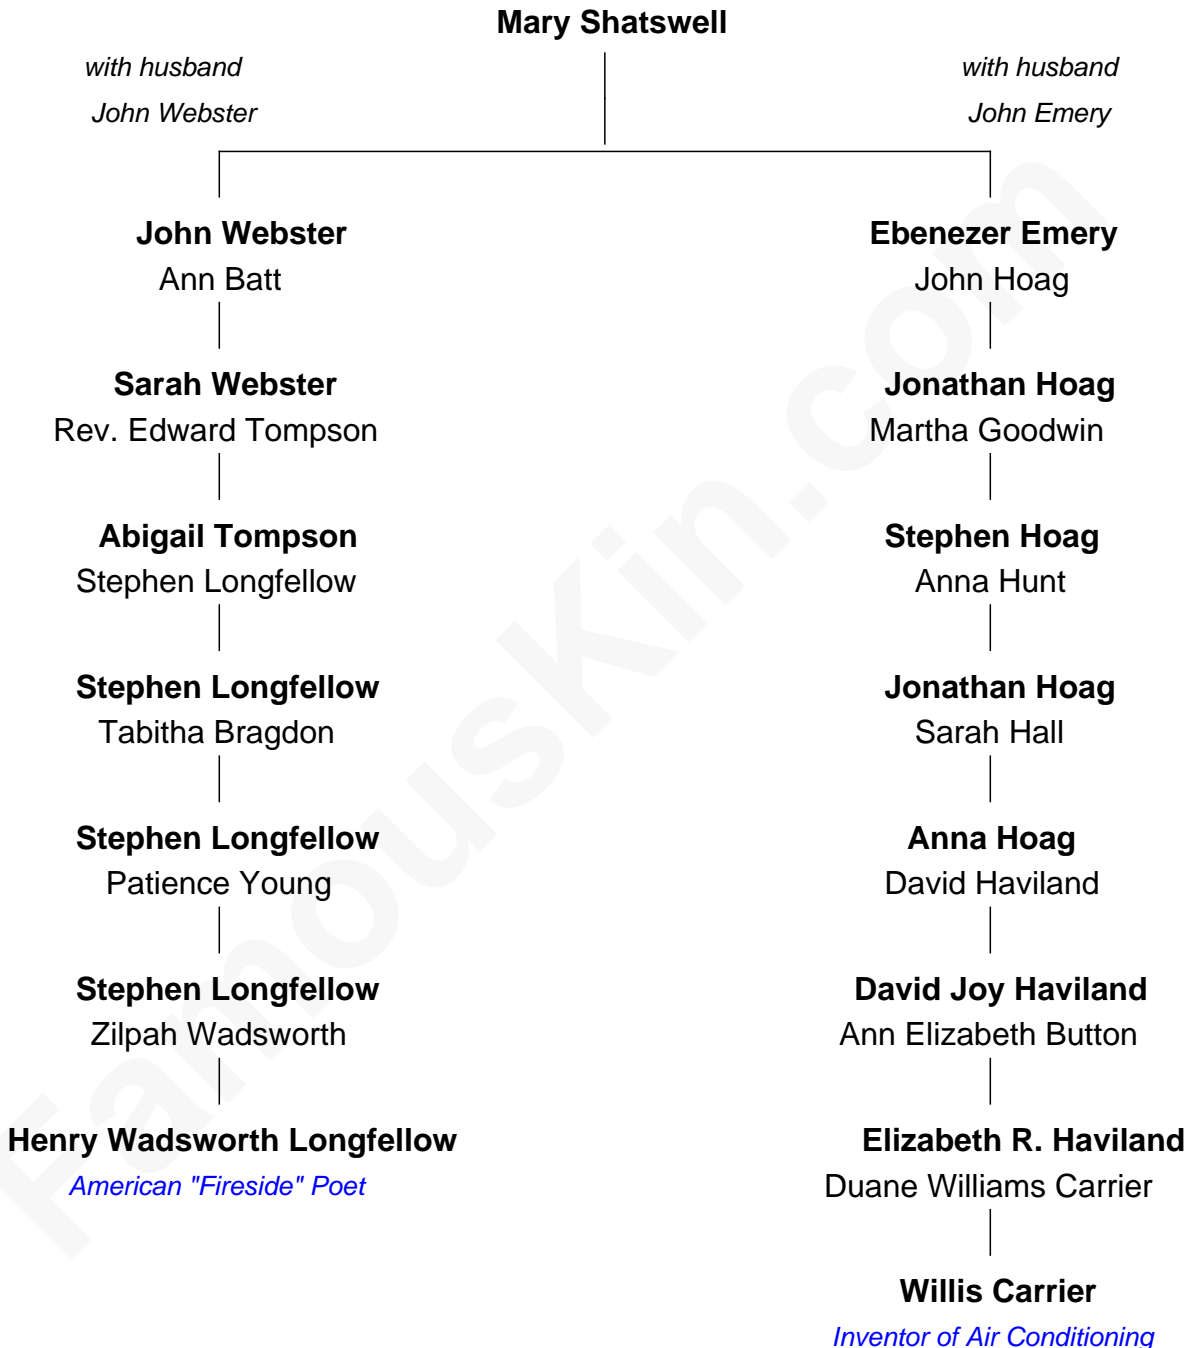 Mary Shatswell
with husband
John Webster
with husband
John Emery
John Webster
Ann Batt
Ebenezer Emery
John Hoag
Sarah Webster
Rev. Edward Tompson
Jonathan Hoag
Martha Goodwin
Abigail Tompson
Stephen Longfellow
Stephen Hoag
Anna Hunt
Stephen Longfellow
Tabitha Bragdon
Jonathan Hoag
Sarah Hall
Stephen Longfellow
Patience Young
Anna Hoag
David Haviland
Stephen Longfellow
Zilpah Wadsworth
David Joy Haviland
Ann Elizabeth Button
Henry Wadsworth Longfellow
American "Fireside" Poet
Elizabeth R. Haviland
Duane Williams Carrier
Willis Carrier
Inventor of Air Conditioning
FamousKin.com